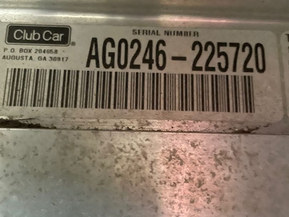 Club Car
SERIAL NUMBER
P.O. BOX 204658
AUGUSTA, GA 30917
AG0246-225720